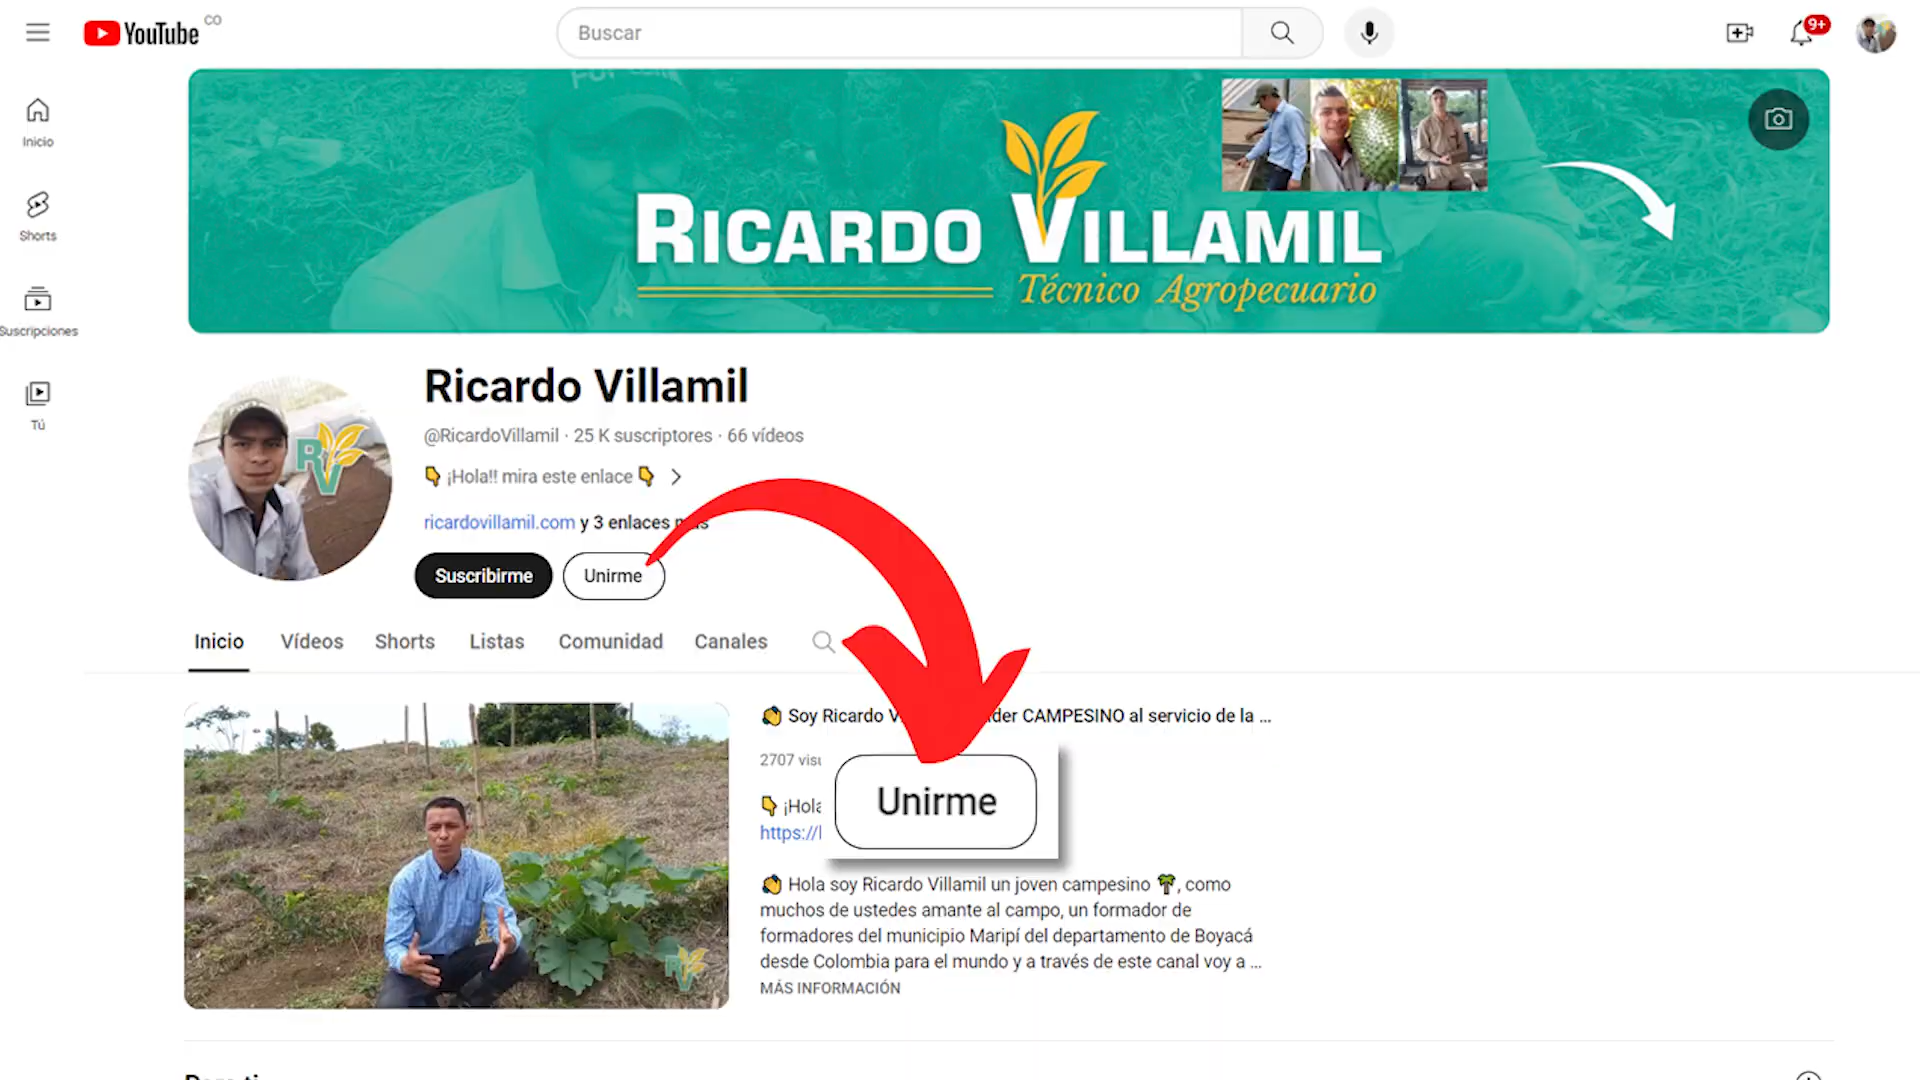 YouTube CO
Buscar
9+
Inicio
Shorts
Suscripciones
Tú
RICARDO VILLAMIL
Técnico Agropecuario
RV
Ricardo Villamil
@RicardoVillamil · 25 K suscriptores · 66 vídeos
👇 ¡Hola!! mira este enlace 👇 >
ricardovillamil.com y 3 enlaces más
Suscribirme
Unirme
Inicio
Vídeos
Shorts
Listas
Comunidad
Canales
👏 Soy Ricardo CAMPESINO al servicio de la ...
2707
Unirme
👇 ¡Hola
https://
👏 Hola soy Ricardo Villamil un joven campesino 🌴, como
muchos de ustedes amante al campo, un formador de
formadores del municipio Maripí del departamento de Boyacá
desde Colombia para el mundo y a través de este canal voy a ...
MÁS INFORMACIÓN